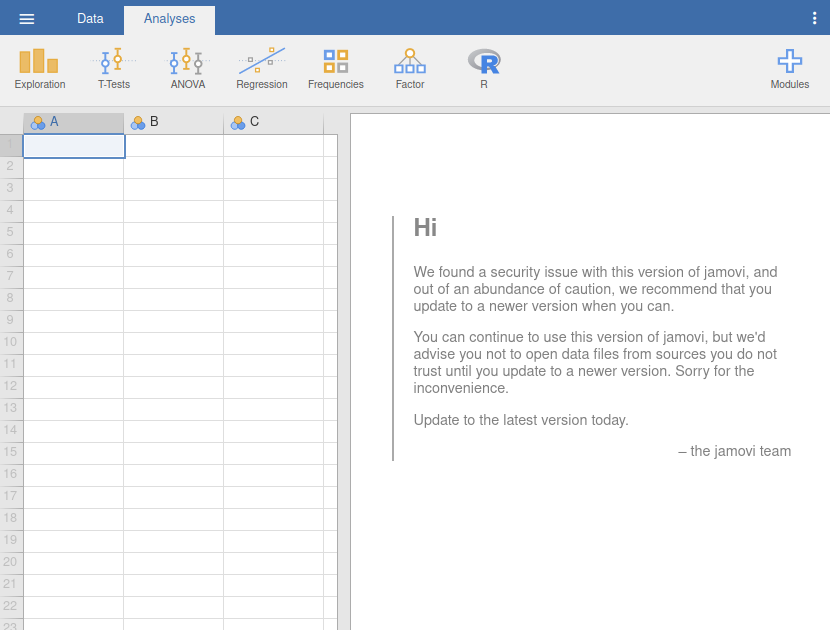 Data Analyses
Exploration T-Tests ANOVA Regression Frequencies Factor R Modules
A B C
1
2
3
4
5
6
7
8
9
10
11
12
13
14
15
16
17
18
19
20
21
22
23
Hi
We found a security issue with this version of jamovi, and
out of an abundance of caution, we recommend that you
update to a newer version when you can.
You can continue to use this version of jamovi, but we'd
advise you not to open data files from sources you do not
trust until you update to a newer version. Sorry for the
inconvenience.
Update to the latest version today.
– the jamovi team